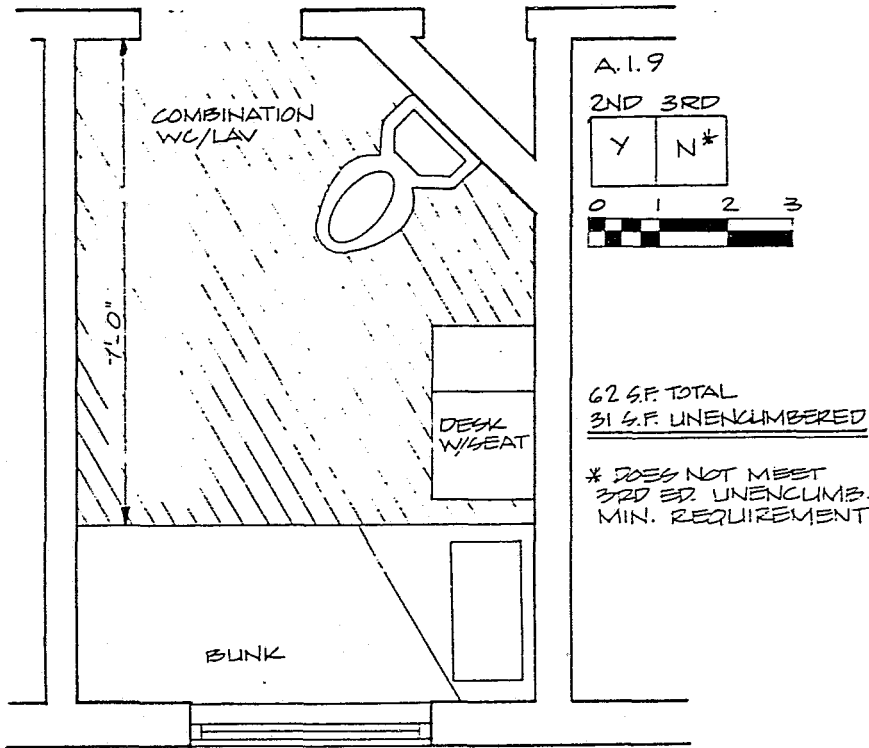 COMBINATION
WC/LAV
7'-0"
DESK
W/SEAT
BUNK
A.1.9
2ND 3RD
Y N*
0 1 2 3
62 S.F. TOTAL
31 S.F. UNENCUMBERED
* DOES NOT MEET
3RD ED. UNENCUMB.
MIN. REQUIREMENT